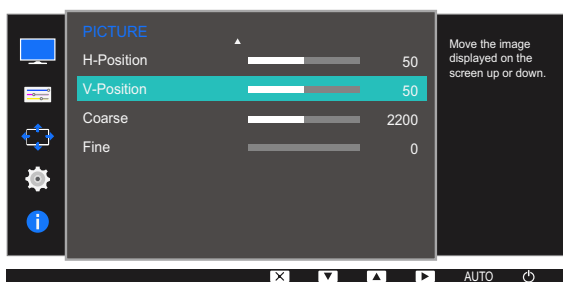 PICTURE
H-Position 50
V-Position 50
Coarse 2200
Fine 0
Move the image
displayed on the
screen up or down.
AUTO